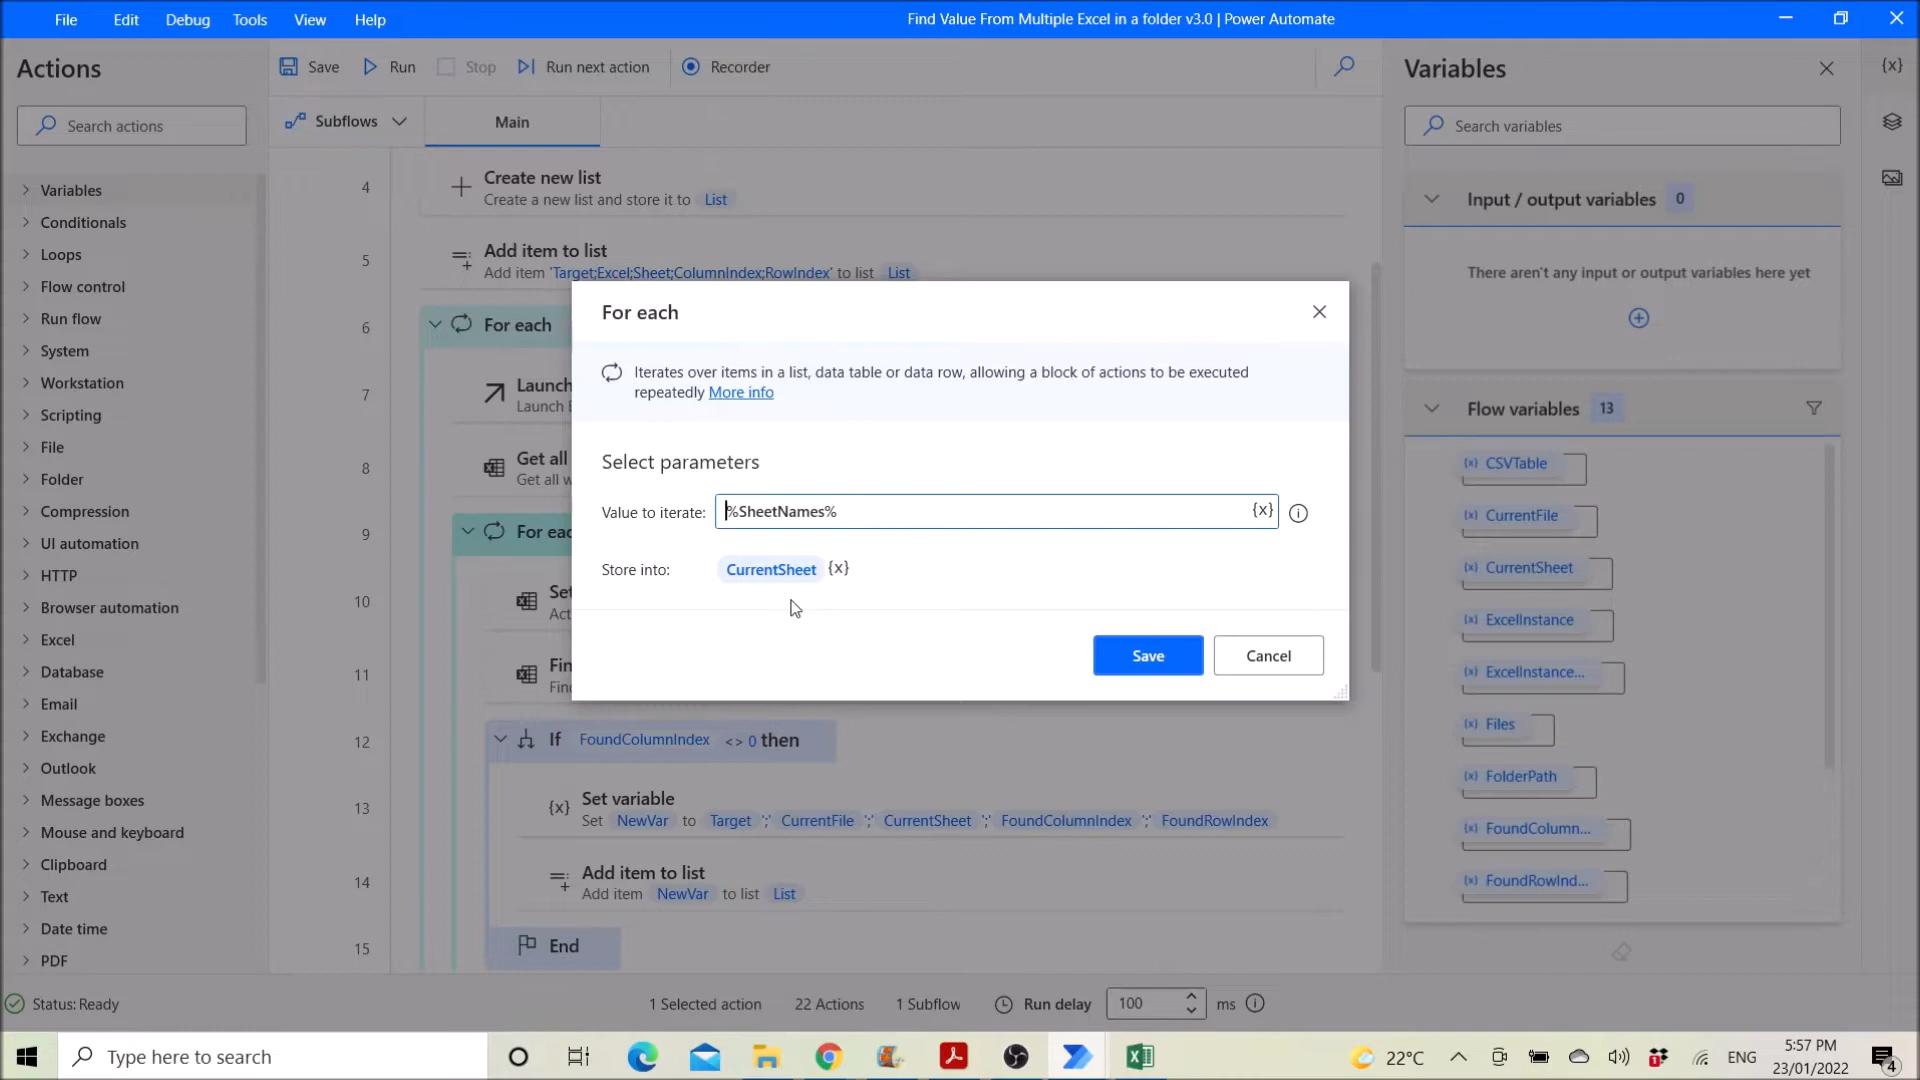 File Edit Debug Tools View Help
Find Value From Multiple Excel in a folder v3.0 | Power Automate
Actions
Search actions
Variables
Conditionals
Loops
Flow control
Run flow
System
Workstation
Scripting
File
Folder
Compression
UI automation
HTTP
Browser automation
Excel
Database
Email
Exchange
Outlook
Message boxes
Mouse and keyboard
Clipboard
Text
Date time
PDF
Save Run Stop Run next action Recorder
Subflows Main
4 Create new list
Create a new list and store it to List
5 Add item to list
Add item 'Target;Excel;Sheet;ColumnIndex;RowIndex' to list List
6 For each
7 Launch
Launch
8 Get all
Get all
9 For
10
11
For each
Iterates over items in a list, data table or data row, allowing a block of actions to be executed
repeatedly More info
Select parameters
Value to iterate: %SheetNames% {x}
Store into: CurrentSheet {x}
Save Cancel
12 If FoundColumnIndex <> 0 then
13 {x} Set variable
Set NewVar to Target ';' CurrentFile ';' CurrentSheet ';' FoundColumnIndex ';' FoundRowIndex
14 Add item to list
Add item NewVar to list List
15 End
Variables
{x}
Search variables
Input / output variables 0
There aren't any input or output variables here yet
Flow variables 13
(x) CSVTable
(x) CurrentFile
(x) CurrentSheet
(x) ExcelInstance
(x) ExcelInstance...
(x) Files
(x) FolderPath
(x) FoundColumn...
(x) FoundRowInd...
Status: Ready 1 Selected action 22 Actions 1 Subflow Run delay 100 ms
Type here to search
22°C ENG
5:57 PM
23/01/2022
4